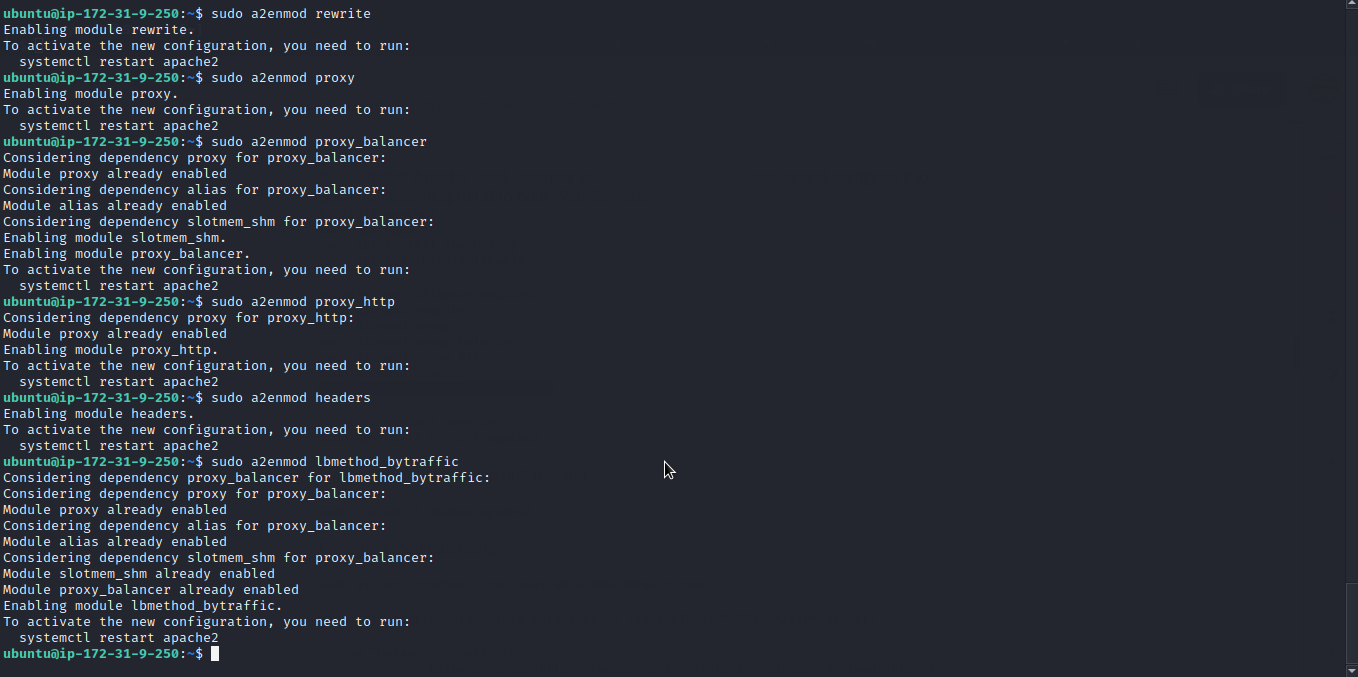 ubuntu@ip-172-31-9-250:~$ sudo a2enmod rewrite
Enabling module rewrite.
To activate the new configuration, you need to run:
  systemctl restart apache2
ubuntu@ip-172-31-9-250:~$ sudo a2enmod proxy
Enabling module proxy.
To activate the new configuration, you need to run:
  systemctl restart apache2
ubuntu@ip-172-31-9-250:~$ sudo a2enmod proxy_balancer
Considering dependency proxy for proxy_balancer:
Module proxy already enabled
Considering dependency alias for proxy_balancer:
Module alias already enabled
Considering dependency slotmem_shm for proxy_balancer:
Enabling module slotmem_shm.
Enabling module proxy_balancer.
To activate the new configuration, you need to run:
  systemctl restart apache2
ubuntu@ip-172-31-9-250:~$ sudo a2enmod proxy_http
Considering dependency proxy for proxy_http:
Module proxy already enabled
Enabling module proxy_http.
To activate the new configuration, you need to run:
  systemctl restart apache2
ubuntu@ip-172-31-9-250:~$ sudo a2enmod headers
Enabling module headers.
To activate the new configuration, you need to run:
  systemctl restart apache2
ubuntu@ip-172-31-9-250:~$ sudo a2enmod lbmethod_bytraffic
Considering dependency proxy_balancer for lbmethod_bytraffic:
Considering dependency proxy for proxy_balancer:
Module proxy already enabled
Considering dependency alias for proxy_balancer:
Module alias already enabled
Considering dependency slotmem_shm for proxy_balancer:
Module slotmem_shm already enabled
Module proxy_balancer already enabled
Enabling module lbmethod_bytraffic.
To activate the new configuration, you need to run:
  systemctl restart apache2
ubuntu@ip-172-31-9-250:~$